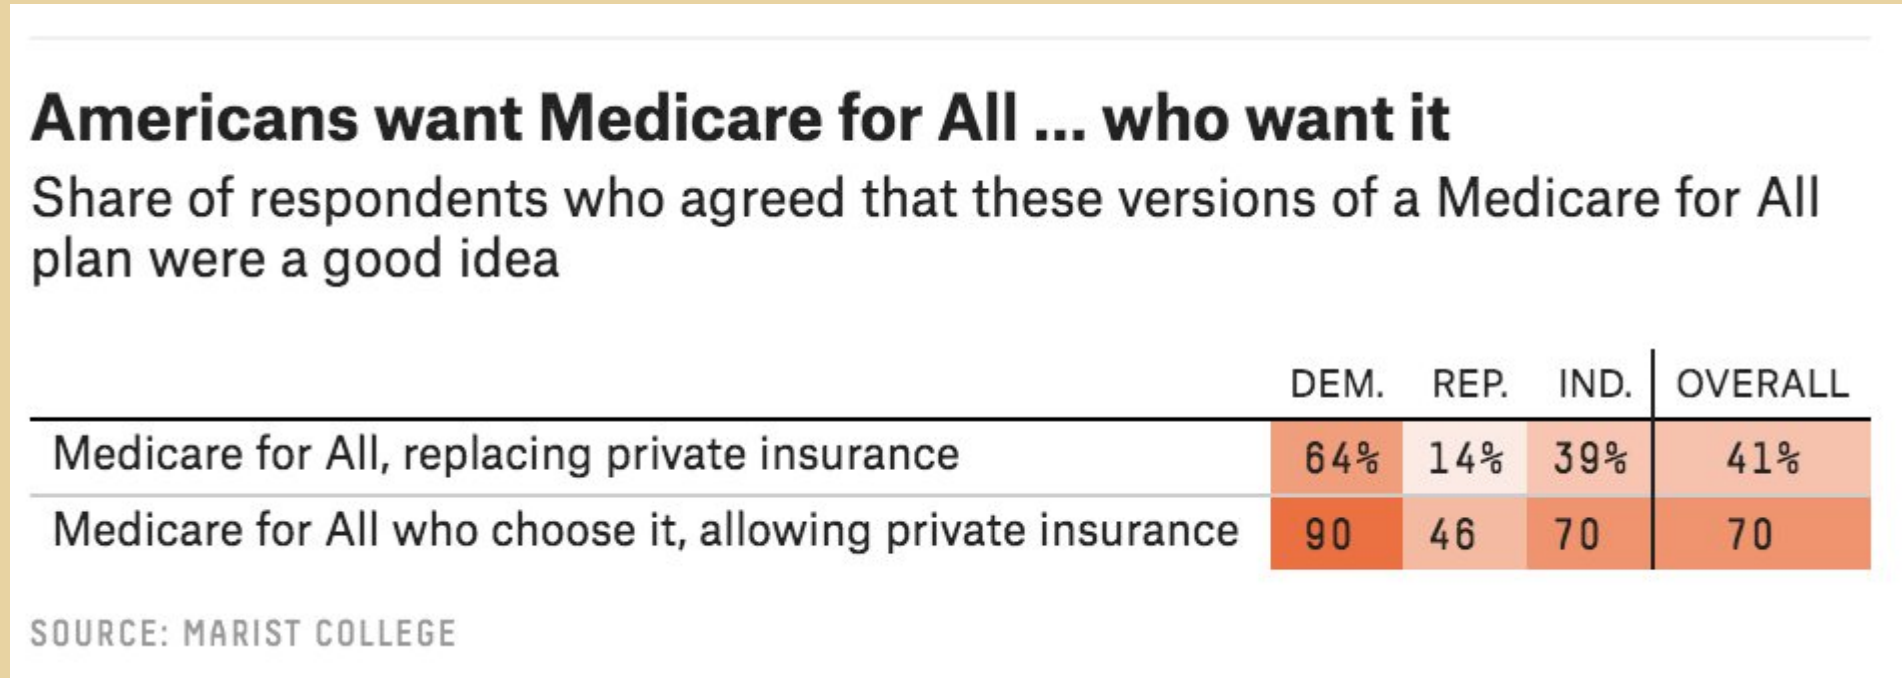 Americans want Medicare for All ... who want it
Share of respondents who agreed that these versions of a Medicare for All
plan were a good idea
DEM. REP. IND. OVERALL
Medicare for All, replacing private insurance 64% 14% 39% 41%
Medicare for All who choose it, allowing private insurance 90 46 70 70
SOURCE: MARIST COLLEGE